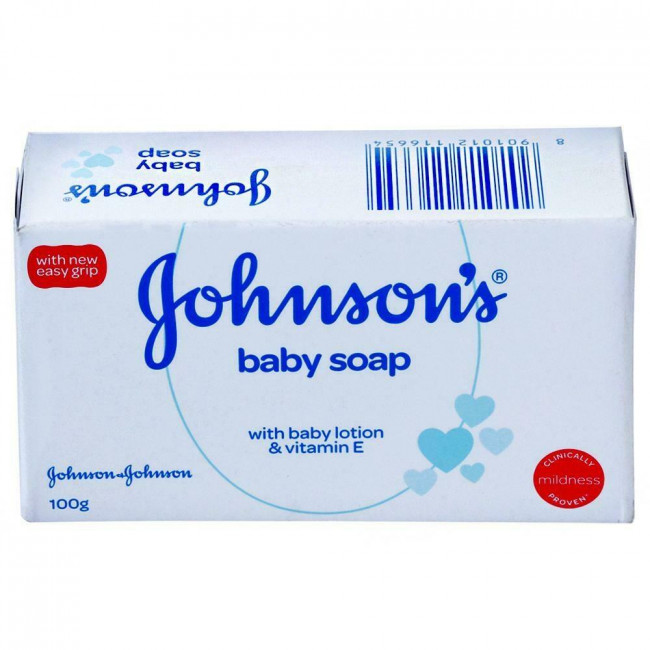 baby
soap
Johnson's®
8 901012 116654
with new
easy grip
Johnson's®
baby soap
with baby lotion
& vitamin E
Johnson & Johnson
100g
CLINICALLY
mildness
PROVEN*